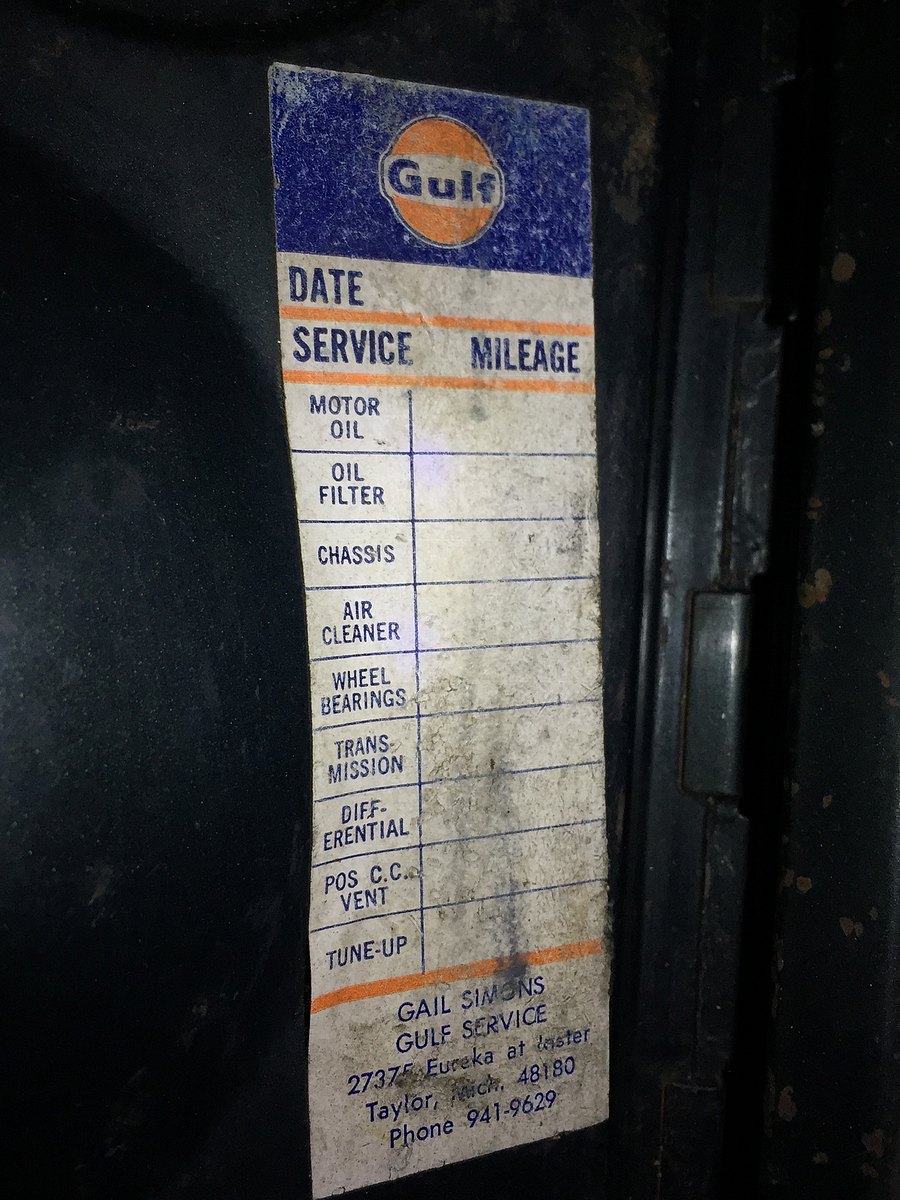 Gulf
DATE
SERVICE MILEAGE
MOTOR
OIL
OIL
FILTER
CHASSIS
AIR
CLEANER
WHEEL
BEARINGS
TRANS-
MISSION
DIFF-
ERENTIAL
POS C.C.
VENT
TUNE-UP
GAIL SIMONS
GULF SERVICE
Eureka at Inster
Taylor, Mich. 48180
Phone 941-9629